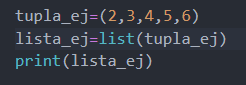 tupla_ej=(2,3,4,5,6)
lista_ej=list(tupla_ej)
print(lista_ej)